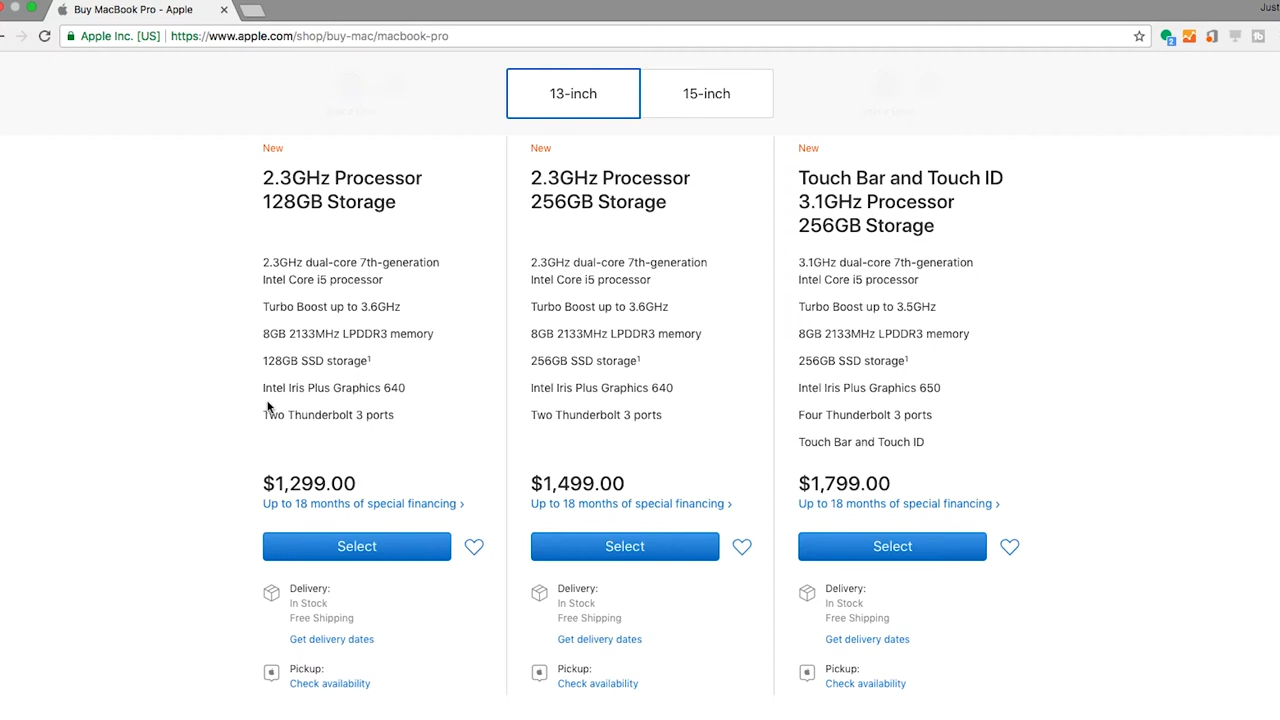 Buy MacBook Pro - Apple
Just
Apple Inc. [US] https://www.apple.com/shop/buy-mac/macbook-pro
2
13-inch
15-inch
New
2.3GHz Processor
128GB Storage
2.3GHz dual-core 7th-generation
Intel Core i5 processor
Turbo Boost up to 3.6GHz
8GB 2133MHz LPDDR3 memory
128GB SSD storage¹
Intel Iris Plus Graphics 640
Two Thunderbolt 3 ports
$1,299.00
Up to 18 months of special financing ›
Select
Delivery:
In Stock
Free Shipping
Get delivery dates
Pickup:
Check availability
New
2.3GHz Processor
256GB Storage
2.3GHz dual-core 7th-generation
Intel Core i5 processor
Turbo Boost up to 3.6GHz
8GB 2133MHz LPDDR3 memory
256GB SSD storage¹
Intel Iris Plus Graphics 640
Two Thunderbolt 3 ports
$1,499.00
Up to 18 months of special financing ›
Select
Delivery:
In Stock
Free Shipping
Get delivery dates
Pickup:
Check availability
New
Touch Bar and Touch ID
3.1GHz Processor
256GB Storage
3.1GHz dual-core 7th-generation
Intel Core i5 processor
Turbo Boost up to 3.5GHz
8GB 2133MHz LPDDR3 memory
256GB SSD storage¹
Intel Iris Plus Graphics 650
Four Thunderbolt 3 ports
Touch Bar and Touch ID
$1,799.00
Up to 18 months of special financing ›
Select
Delivery:
In Stock
Free Shipping
Get delivery dates
Pickup:
Check availability